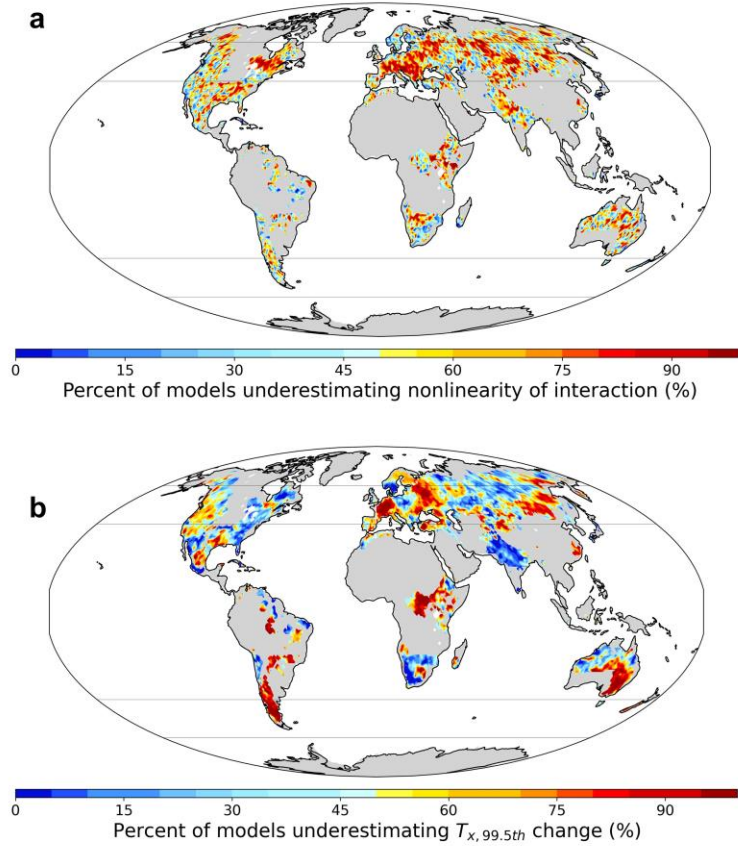 a
0 15 30 45 60 75 90
Percent of models underestimating nonlinearity of interaction (%)
b
0 15 30 45 60 75 90
Percent of models underestimating Tx, 99.5th change (%)